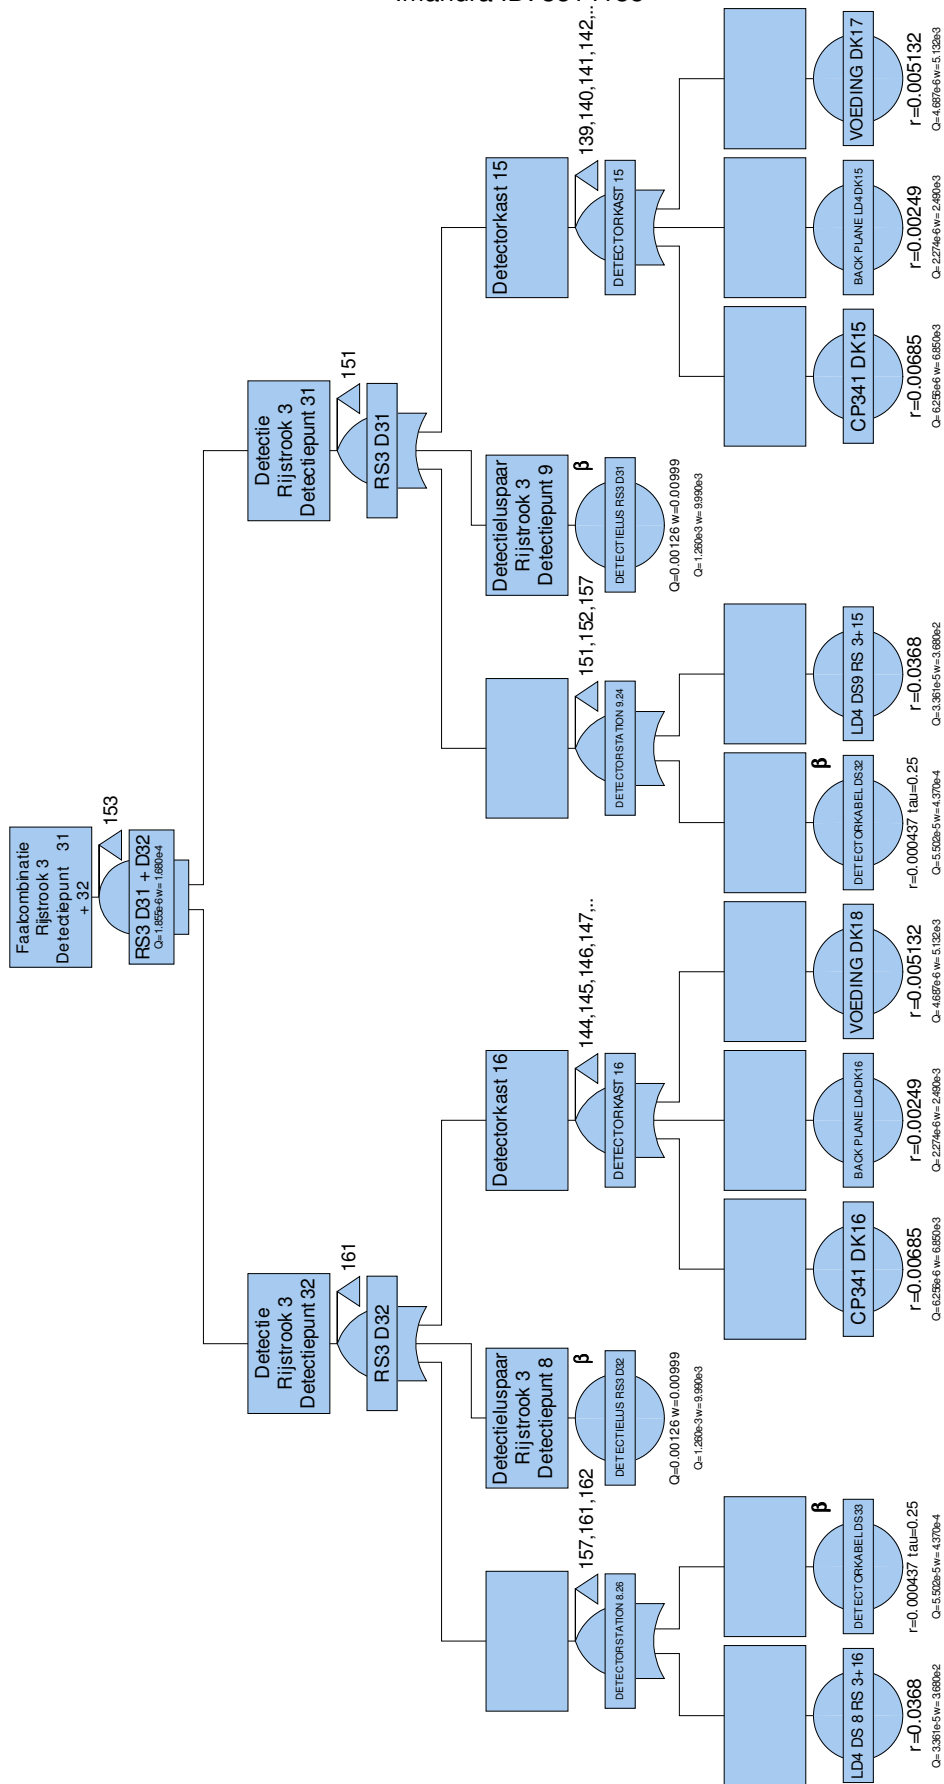 Faalcombinatie
Rijstrook 3
Detectiepunt 31
+ 32
153
RS3 D31 + D32
Q=1.855e-6 w= 1.680e-4
Detectie
Rijstrook 3
Detectiepunt 32
161
RS3 D32
Detectie
Rijstrook 3
Detectiepunt 31
151
RS3 D31
157,161,162
DETECTORSTATION 8.26
Detectieluspaar
Rijstrook 3
Detectiepunt 8
β
DETECTIELUS RS3 D32
Q=0.00126 w=0.00999
Q=1.260e-3 w=9.990e-3
Detectorkast 16
144,145,146,147,..
DETECTORKAST 16
151,152,157
DETECTORSTATION 9.24
Detectieluspaar
Rijstrook 3
Detectiepunt 9
β
DETECTIELUS RS3 D31
Q=0.00126 w=0.00999
Q=1.260e-3 w= 9.990e-3
Detectorkast 15
139,140,141,142,..
DETECTORKAST 15
LD4 DS 8 RS 3+16
r=0.0368
Q=3.361e-5 w= 3.680e-2
β
DETECTORKABEL DS33
r=0.000437 tau=0.25
Q=5.502e-5 w= 4.370e-4
CP341 DK16
r=0.00685
Q=6.256e-6 w= 6.850e-3
BACK PLANE LD4 DK16
r=0.00249
Q=2.274e-6 w= 2.490e-3
VOEDING DK18
r=0.005132
Q=4.687e-6 w= 5.132e-3
β
DETECTORKABEL DS32
r=0.000437 tau=0.25
Q=5.502e-5 w= 4.370e-4
LD4 DS9 RS 3+15
r=0.0368
Q=3.361e-5 w= 3.680e-2
CP341 DK15
r=0.00685
Q=6.256e-6 w= 6.850e-3
BACK PLANE LD4 DK15
r=0.00249
Q=2.274e-6 w= 2.490e-3
VOEDING DK17
r=0.005132
Q=4.687e-6 w= 5.132e-3